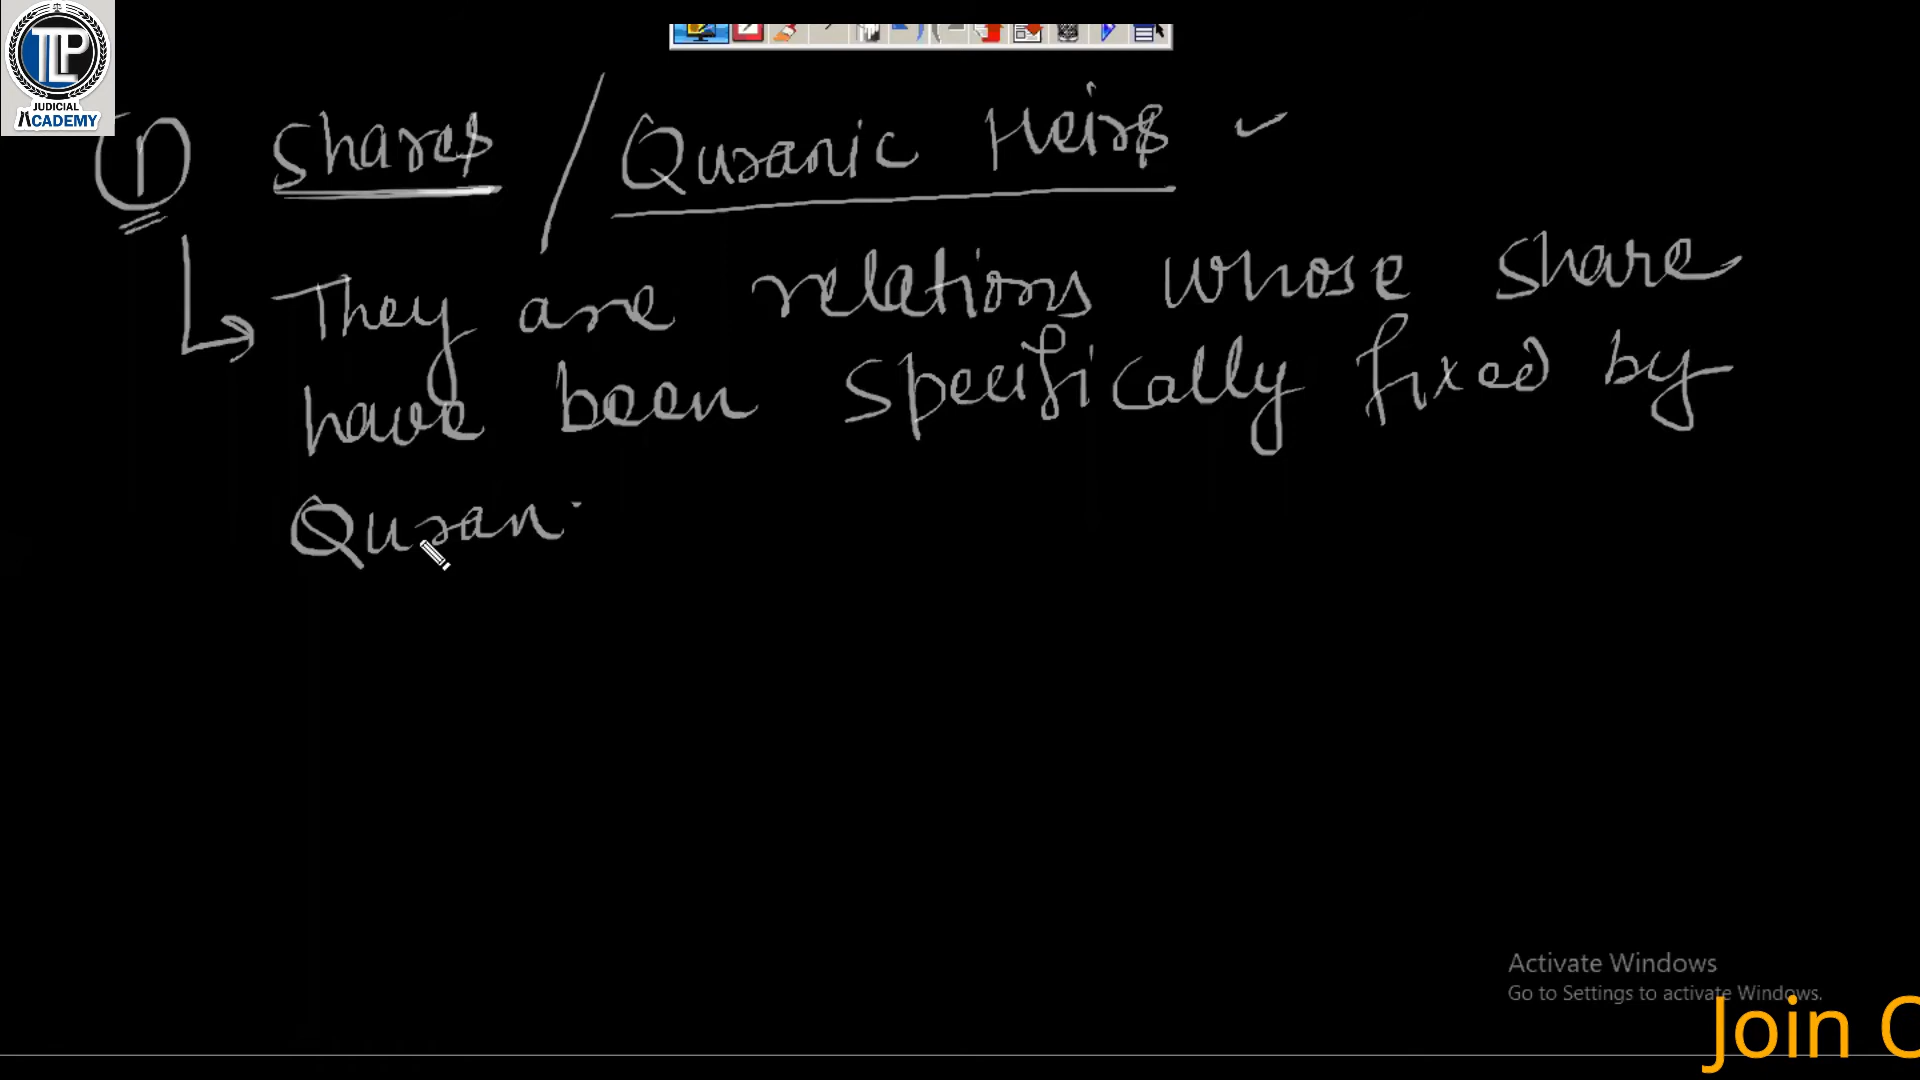 TLP
JUDICIAL
ACADEMY
① Shares / Quranic Heirs
They are relations whose share
have been specifically fixed by
Quran.
Activate Windows
Go to Settings to activate Windows.
Join C